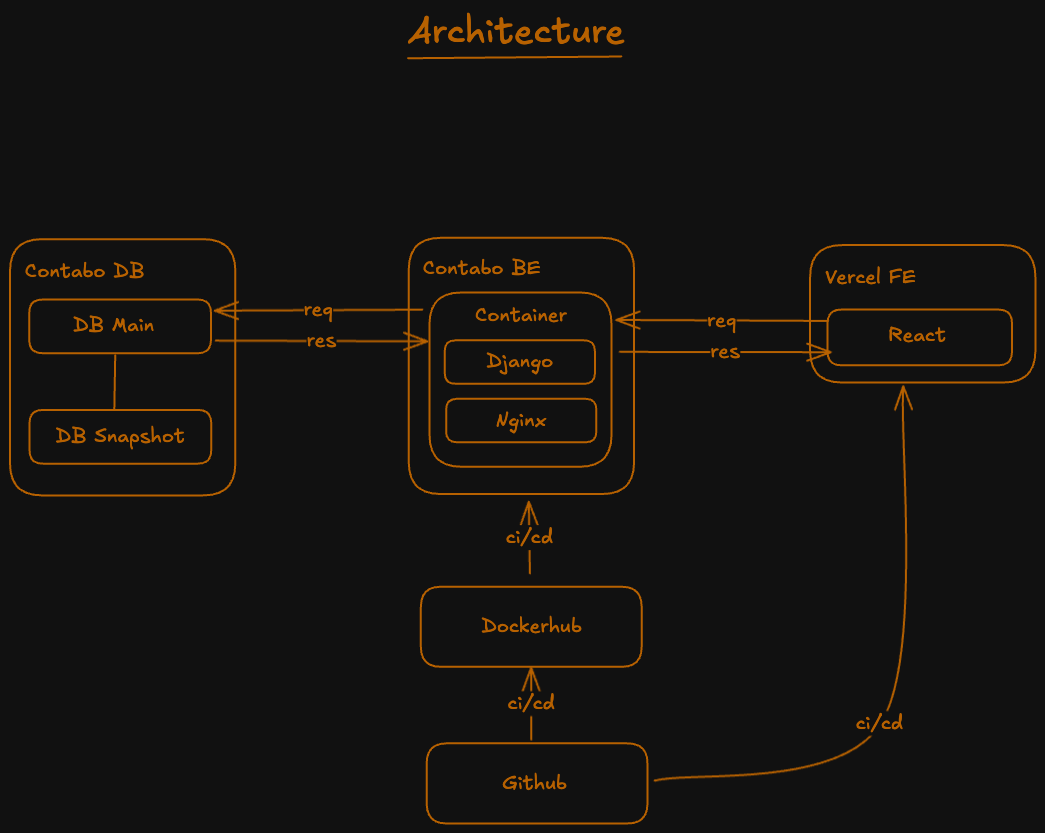 Architecture
Contabo DB
DB Main
DB Snapshot
req
res
Contabo BE
Container
Django
Nginx
req
res
Vercel FE
React
ci/cd
Dockerhub
ci/cd
Github
ci/cd